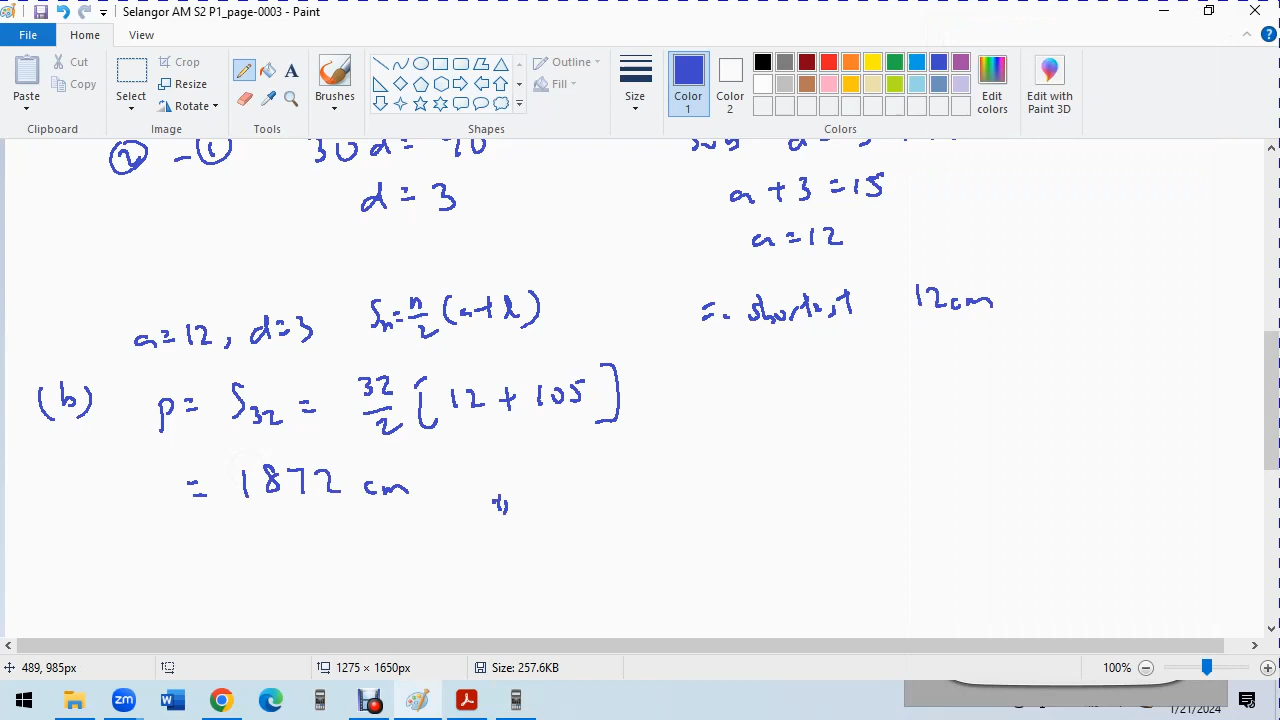 Selangor AM S2 P1_page-0003 - Paint
File Home View
Paste Cut Copy
Select Crop Resize Rotate
Brushes
Size
Outline Fill
Color 1 Color 2
Edit colors
Edit with Paint 3D
Clipboard Image Tools Shapes Colors
② - ① 30d = 90
d = 3
a + 3 = 15
a = 12
∴ shortest 12cm
a = 12, d = 3 Sn = n/2 (a + l)
(b) P = S32 = 32/2 [12 + 105]
= 1872 cm
489, 985px 1275 × 1650px Size: 257.6KB 100%
1/21/2024